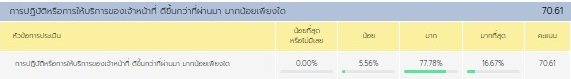 การปฏิบัติหรือการให้บริการของเจ้าหน้าที่ ดีขึ้นกว่าที่ผ่านมา มากน้อยเพียงใด 70.61
หัวข้อการประเมิน น้อยที่สุด หรือไม่มีเลย น้อย มาก มากที่สุด คะแนน
การปฏิบัติหรือการให้บริการของเจ้าหน้าที่ ดีขึ้นกว่าที่ผ่านมา มากน้อยเพียงใด 0.00% 5.56% 77.78% 16.67% 70.61